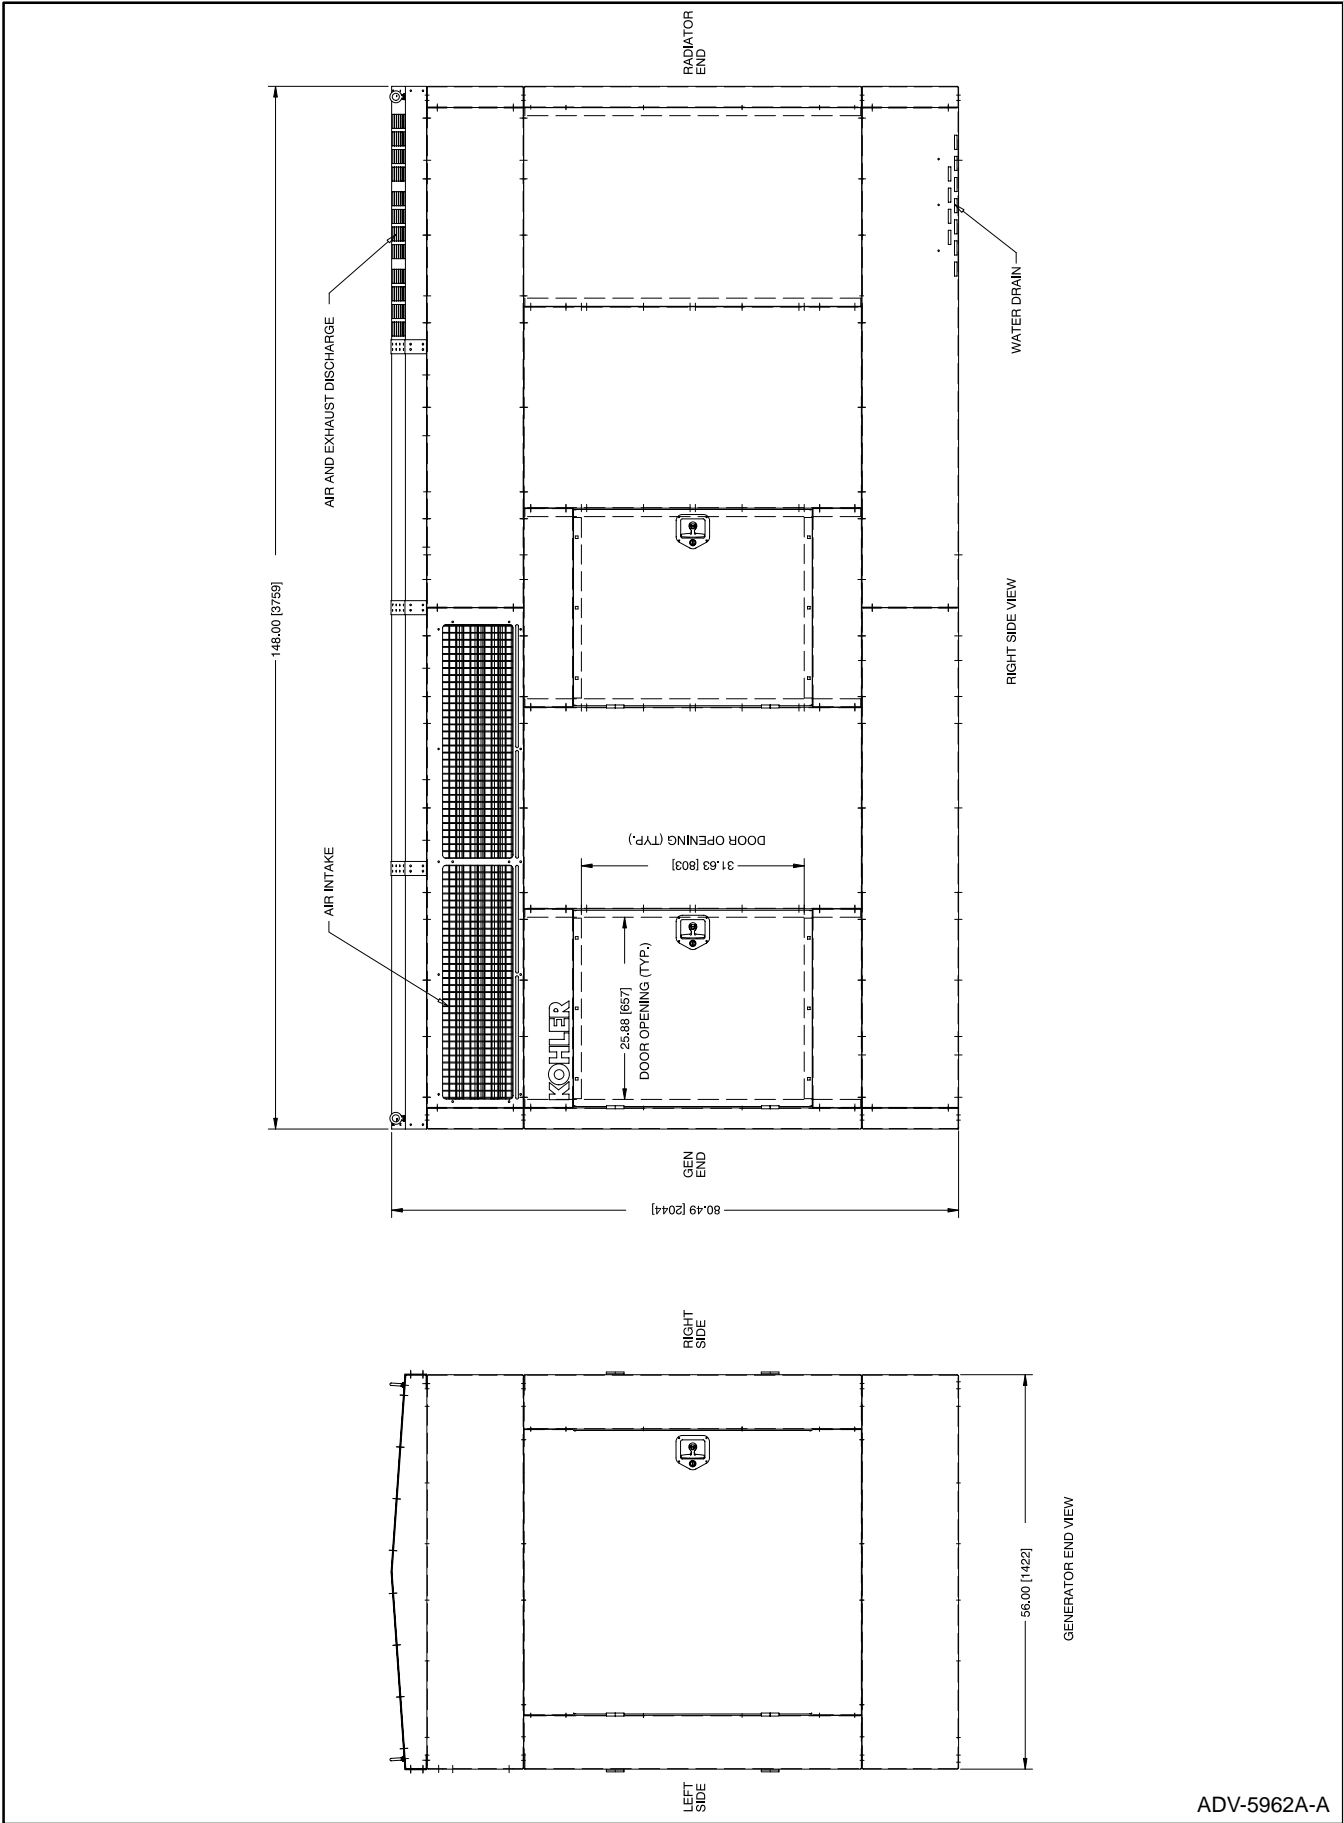 RADIATOR
END
148.00 [3759]
AIR AND EXHAUST DISCHARGE
WATER DRAIN
RIGHT SIDE VIEW
AIR INTAKE
31.63 [803]
DOOR OPENING (TYP.)
25.88 [657]
DOOR OPENING (TYP.)
KOHLER
GEN
END
80.49 [2044]
RIGHT
SIDE
56.00 [1422]
GENERATOR END VIEW
LEFT
SIDE
ADV-5962A-A